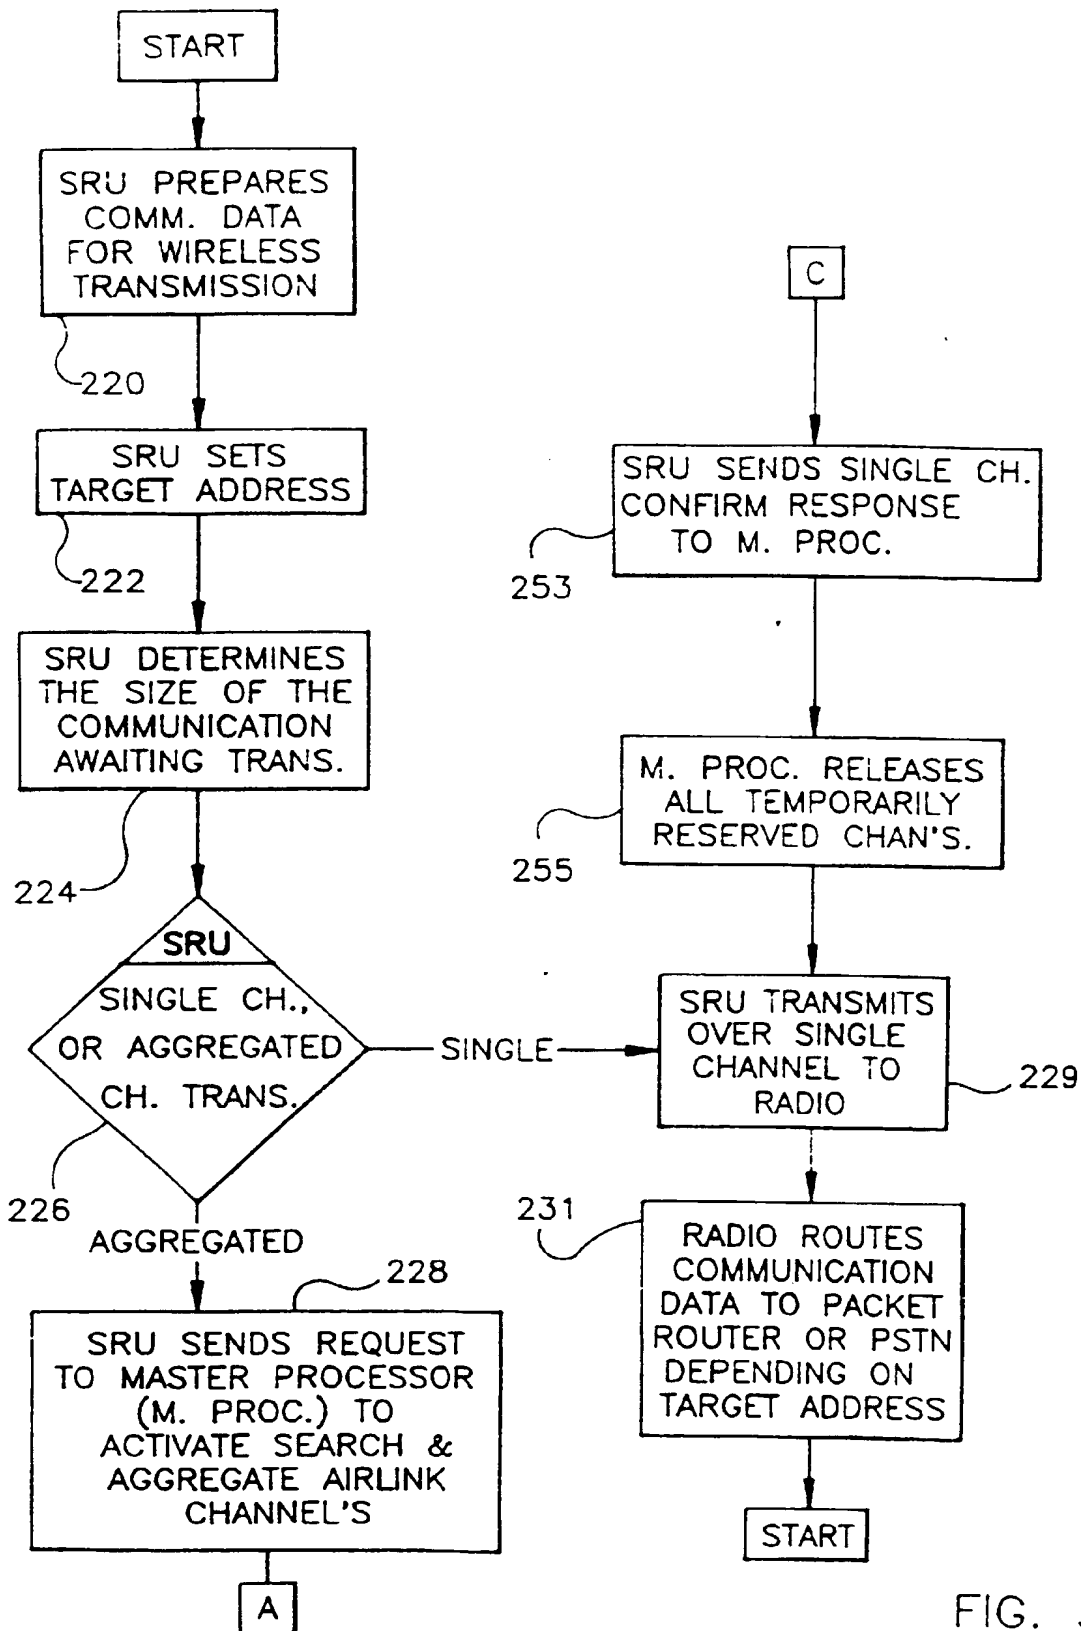 START
SRU PREPARES
COMM. DATA
FOR WIRELESS
TRANSMISSION
220
SRU SETS
TARGET ADDRESS
222
SRU DETERMINES
THE SIZE OF THE
COMMUNICATION
AWAITING TRANS.
224
SRU
SINGLE CH.,
OR AGGREGATED
CH. TRANS.
226
SINGLE
AGGREGATED
228
SRU SENDS REQUEST
TO MASTER PROCESSOR
(M. PROC.) TO
ACTIVATE SEARCH &
AGGREGATE AIRLINK
CHANNEL'S
A
C
SRU SENDS SINGLE CH.
CONFIRM RESPONSE
TO M. PROC.
253
M. PROC. RELEASES
ALL TEMPORARILY
RESERVED CHAN'S.
255
SRU TRANSMITS
OVER SINGLE
CHANNEL TO
RADIO
229
231
RADIO ROUTES
COMMUNICATION
DATA TO PACKET
ROUTER OR PSTN
DEPENDING ON
TARGET ADDRESS
START
FIG.